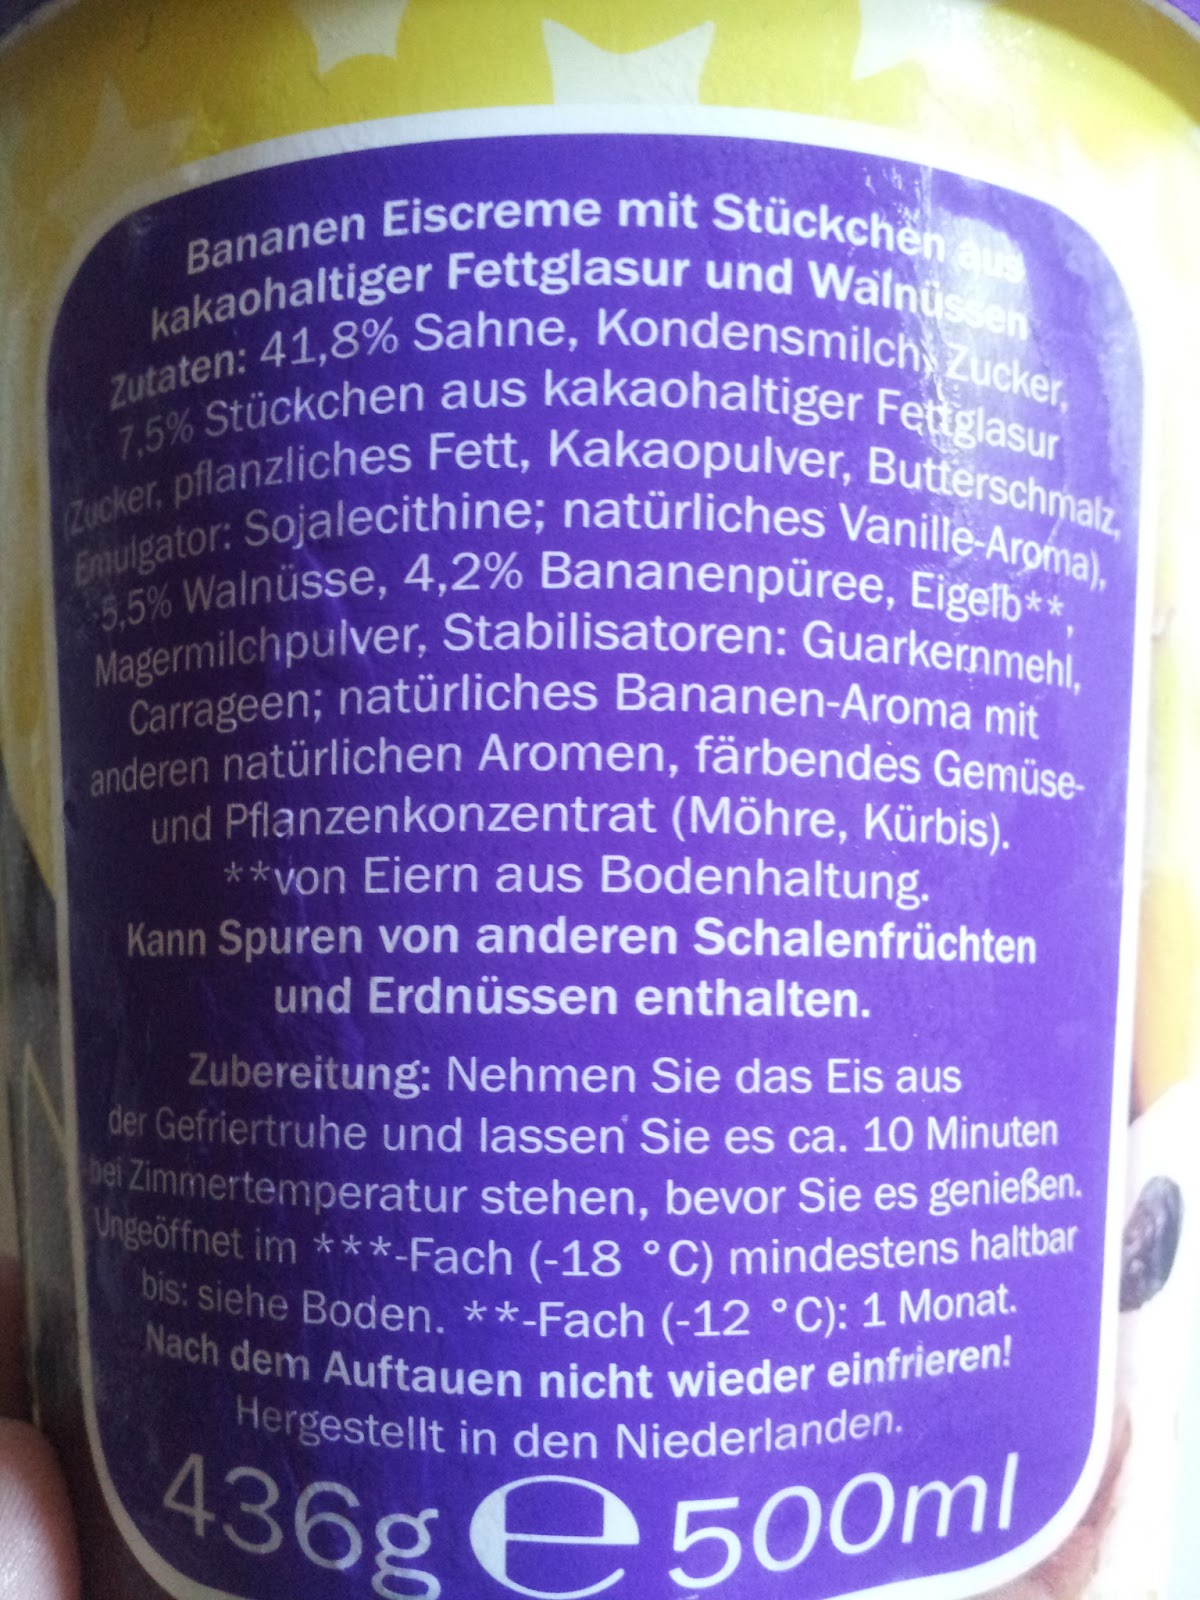 Bananen Eiscreme mit Stückchen aus
kakaohaltiger Fettglasur und Walnüssen
Zutaten: 41,8% Sahne, Kondensmilch, Zucker,
7,5% Stückchen aus kakaohaltiger Fettglasur
(Zucker, pflanzliches Fett, Kakaopulver, Butterschmalz,
Emulgator: Sojalecithine; natürliches Vanille-Aroma),
5,5% Walnüsse, 4,2% Bananenpüree, Eigelb**,
Magermilchpulver, Stabilisatoren: Guarkernmehl,
Carrageen; natürliches Bananen-Aroma mit
anderen natürlichen Aromen, färbendes Gemüse-
und Pflanzenkonzentrat (Möhre, Kürbis).
**von Eiern aus Bodenhaltung.
Kann Spuren von anderen Schalenfrüchten
und Erdnüssen enthalten.
Zubereitung: Nehmen Sie das Eis aus
der Gefriertruhe und lassen Sie es ca. 10 Minuten
bei Zimmertemperatur stehen, bevor Sie es genießen.
Ungeöffnet im ***-Fach (-18 °C) mindestens haltbar
bis: siehe Boden. **-Fach (-12 °C): 1 Monat.
Nach dem Auftauen nicht wieder einfrieren!
Hergestellt in den Niederlanden.
436g ℮ 500ml